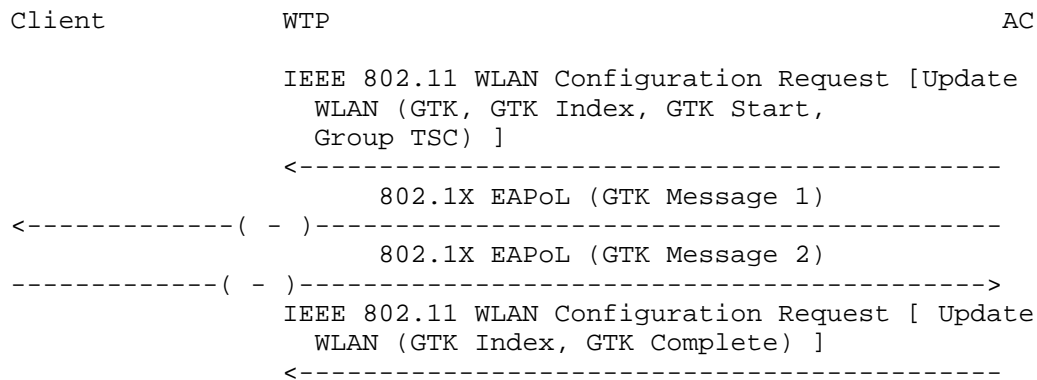 Client           WTP                                          AC
                 IEEE 802.11 WLAN Configuration Request [Update
                   WLAN (GTK, GTK Index, GTK Start,
                   Group TSC) ]
                 <--------------------------------------------
                       802.1X EAPoL (GTK Message 1)
<-------------( - )-------------------------------------------
                       802.1X EAPoL (GTK Message 2)
-------------( - )------------------------------------------->
                 IEEE 802.11 WLAN Configuration Request [ Update
                   WLAN (GTK Index, GTK Complete) ]
                 <--------------------------------------------